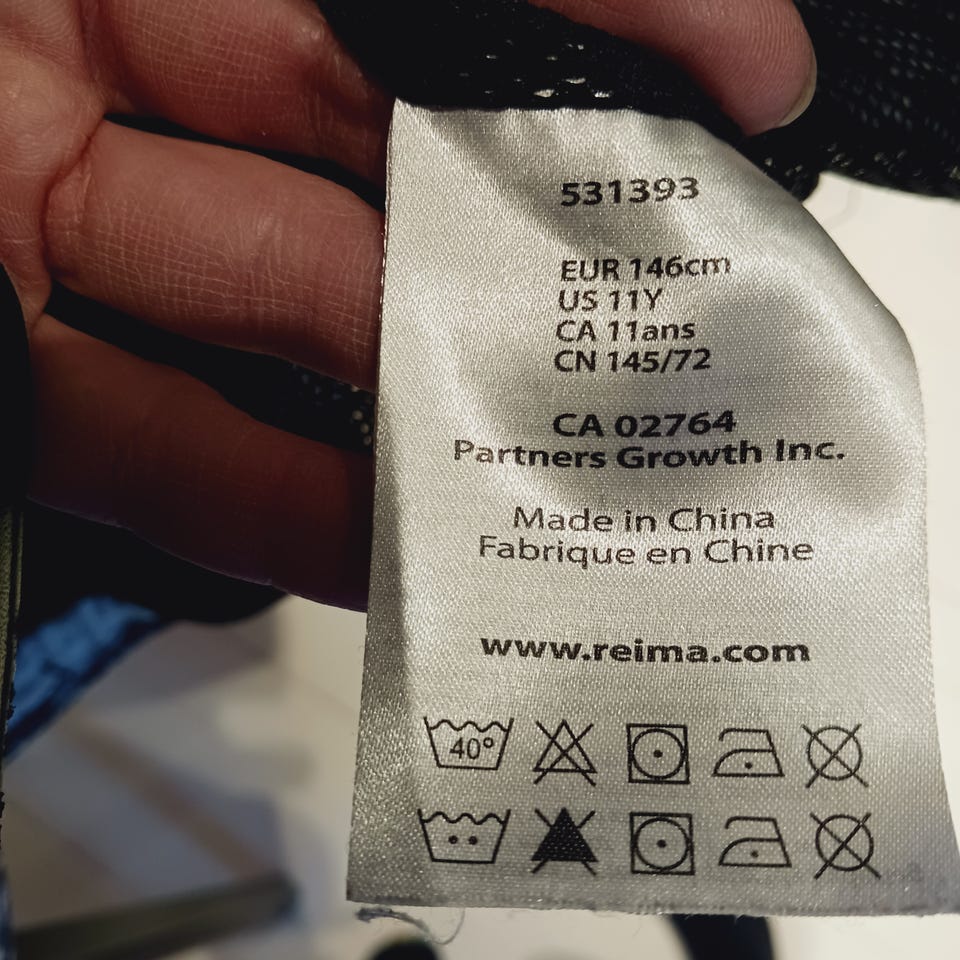 531393
EUR 146cm
US 11Y
CA 11ans
CN 145/72
CA 02764
Partners Growth Inc.
Made in China
Fabrique en Chine
www.reima.com
40°